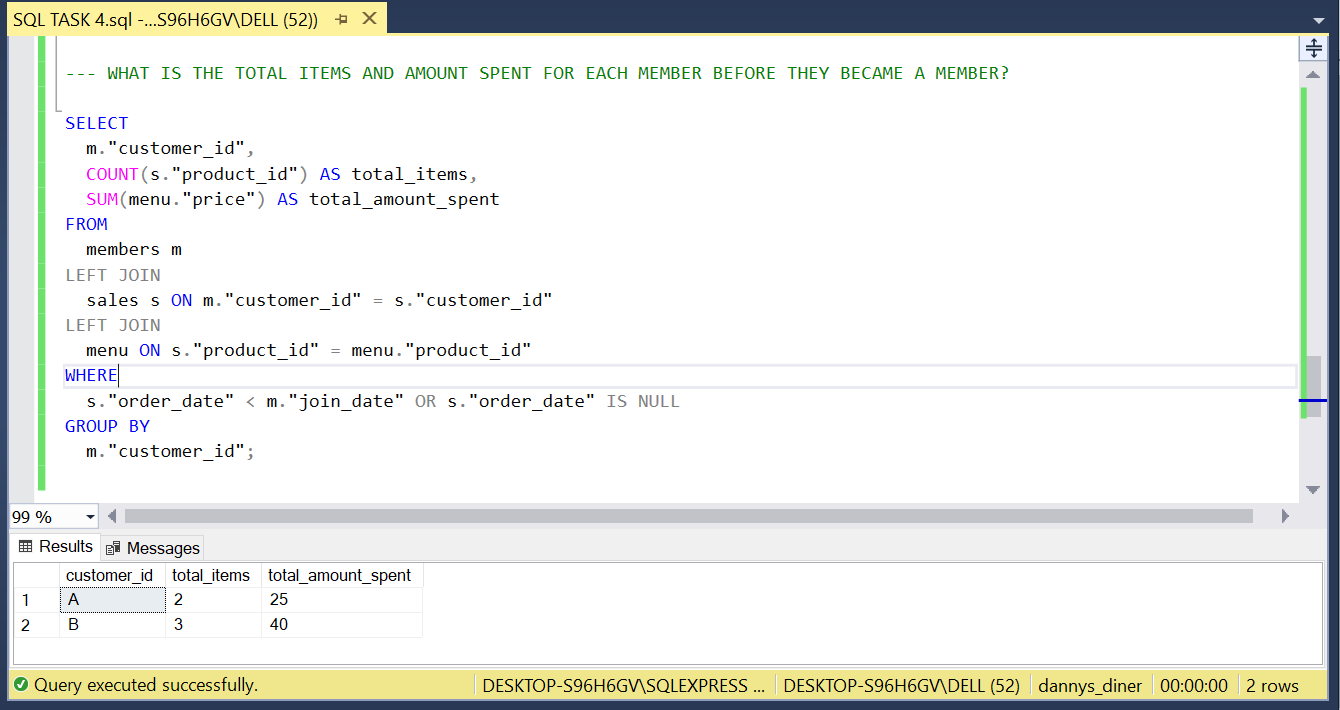 SQL TASK 4.sql -...S96H6GV\DELL (52))
--- WHAT IS THE TOTAL ITEMS AND AMOUNT SPENT FOR EACH MEMBER BEFORE THEY BECAME A MEMBER?
SELECT
m."customer_id",
COUNT(s."product_id") AS total_items,
SUM(menu."price") AS total_amount_spent
FROM
members m
LEFT JOIN
sales s ON m."customer_id" = s."customer_id"
LEFT JOIN
menu ON s."product_id" = menu."product_id"
WHERE
s."order_date" < m."join_date" OR s."order_date" IS NULL
GROUP BY
m."customer_id";
99 %
Results Messages
customer_id total_items total_amount_spent
1 A 2 25
2 B 3 40
Query executed successfully. DESKTOP-S96H6GV\SQLEXPRESS ... DESKTOP-S96H6GV\DELL (52) dannys_diner 00:00:00 2 rows